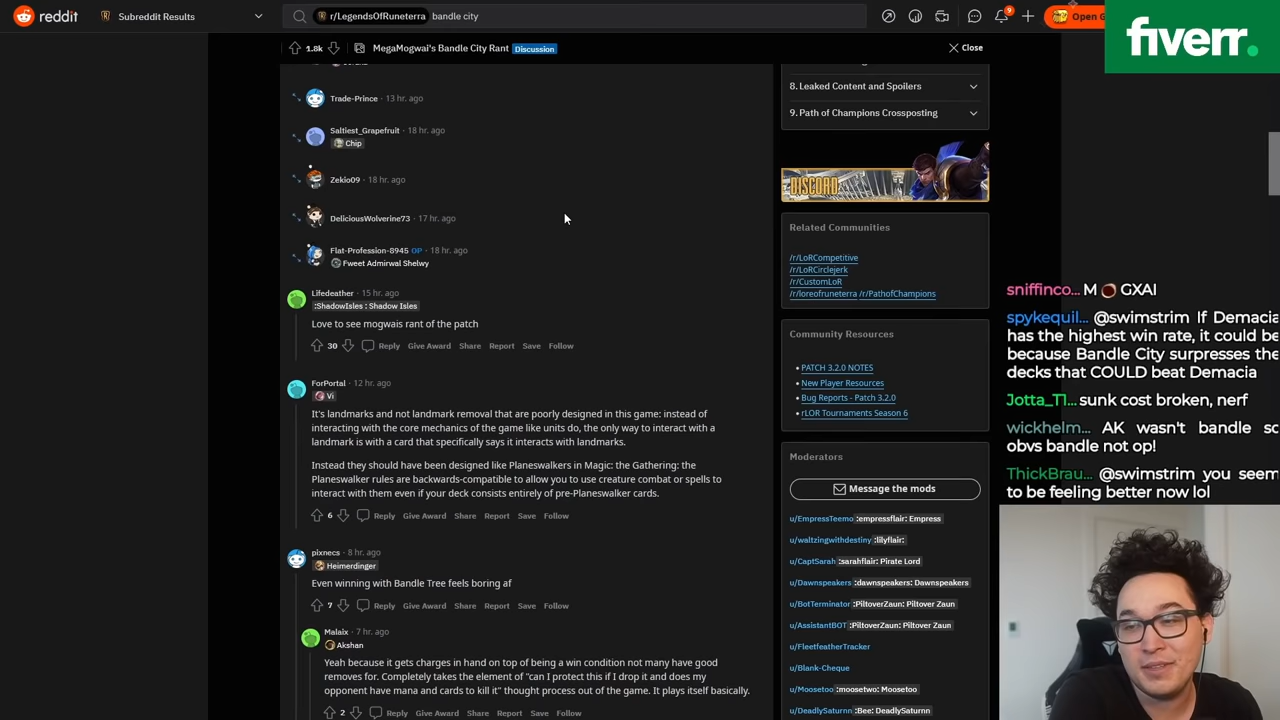 reddit
Subreddit Results
r/LegendsOfRuneterra
bandle city
9
Open G
fiverr.
1.8k
MegaMogwai's Bandle City Rant
Discussion
Close
Trade-Prince · 13 hr. ago
Saltiest_Grapefruit · 18 hr. ago
Chip
Zekio09 · 18 hr. ago
DeliciousWolverine73 · 17 hr. ago
Flat-Profession-8945 OP · 18 hr. ago
Fweet Admirwal Shelwy
Lifedeather · 15 hr. ago
:ShadowIsles : Shadow Isles
Love to see mogwais rant of the patch
30 Reply Give Award Share Report Save Follow
ForPortal · 12 hr. ago
Vi
It's landmarks and not landmark removal that are poorly designed in this game: instead of
interacting with the core mechanics of the game like units do, the only way to interact with a
landmark is with a card that specifically says it interacts with landmarks.
Instead they should have been designed like Planeswalkers in Magic: the Gathering: the
Planeswalker rules are backwards-compatible to allow you to use creature combat or spells to
interact with them even if your deck consists entirely of pre-Planeswalker cards.
6 Reply Give Award Share Report Save Follow
pixnecs · 8 hr. ago
Heimerdinger
Even winning with Bandle Tree feels boring af
7 Reply Give Award Share Report Save Follow
Malaix · 7 hr. ago
Akshan
Yeah because it gets charges in hand on top of being a win condition not many have good
removes for. Completely takes the element of "can I protect this if I drop it and does my
opponent have mana and cards to kill it" thought process out of the game. It plays itself basically.
2 Reply Give Award Share Report Save Follow
8. Leaked Content and Spoilers
9. Path of Champions Crossposting
DISCORD
Related Communities
/r/LoRCompetitive
/r/LoRCirclejerk
/r/CustomLoR
/r/loreofruneterra /r/PathofChampions
Community Resources
• PATCH 3.2.0 NOTES
• New Player Resources
• Bug Reports - Patch 3.2.0
• rLOR Tournaments Season 6
Moderators
Message the mods
u/EmpressTeemo :empressflair: Empress
u/waltzingwithdestiny :lilyflair:
u/CaptSarah :sarahflair: Pirate Lord
u/Dawnspeakers :dawnspeakers: Dawnspeakers
u/BotTerminator :PiltoverZaun: Piltover Zaun
u/AssistantBOT :PiltoverZaun: Piltover Zaun
u/FleetfeatherTracker
u/Blank-Cheque
u/Moosetoo :moosetwo: Moosetoo
u/DeadlySaturnn :Bee: DeadlySaturnn
sniffinco... M GXAI
spykequil... @swimstrim If Demacia
has the highest win rate, it could be
because Bandle City surpresses the
decks that COULD beat Demacia
Jotta_T1... sunk cost broken, nerf
wickhelm... AK wasn't bandle so
obvs bandle not op!
ThickBrau... @swimstrim you seem
to be feeling better now lol